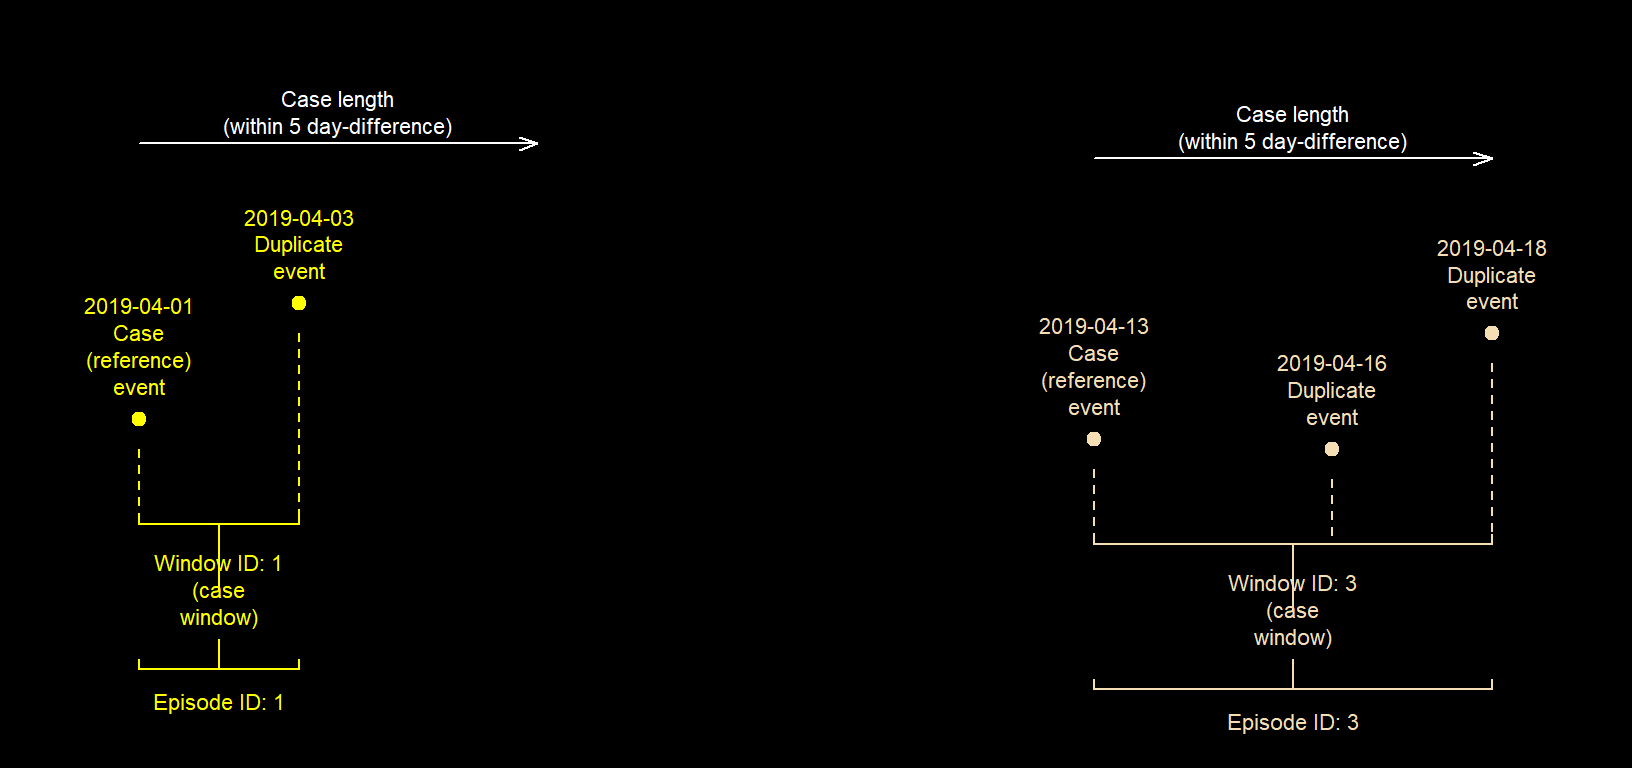 Case length
(within 5 day-difference)
2019-04-03
Duplicate
event
2019-04-01
Case
(reference)
event
Window ID: 1
(case
window)
Episode ID: 1
Case length
(within 5 day-difference)
2019-04-18
Duplicate
event
2019-04-13
Case
(reference)
event
2019-04-16
Duplicate
event
Window ID: 3
(case
window)
Episode ID: 3